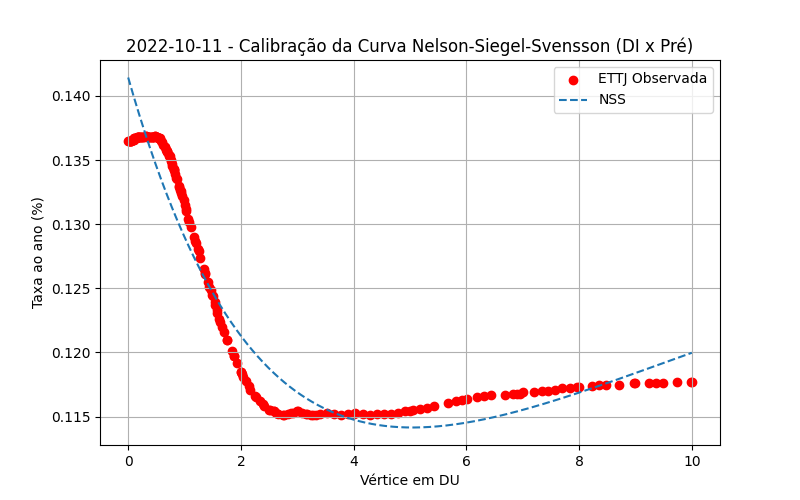 2022-10-11 - Calibração da Curva Nelson-Siegel-Svensson (DI x Pré)
ETTJ Observada
NSS
0.140
0.135
0.130
0.125
0.120
0.115
Taxa ao ano (%)
0 2 4 6 8 10
Vértice em DU